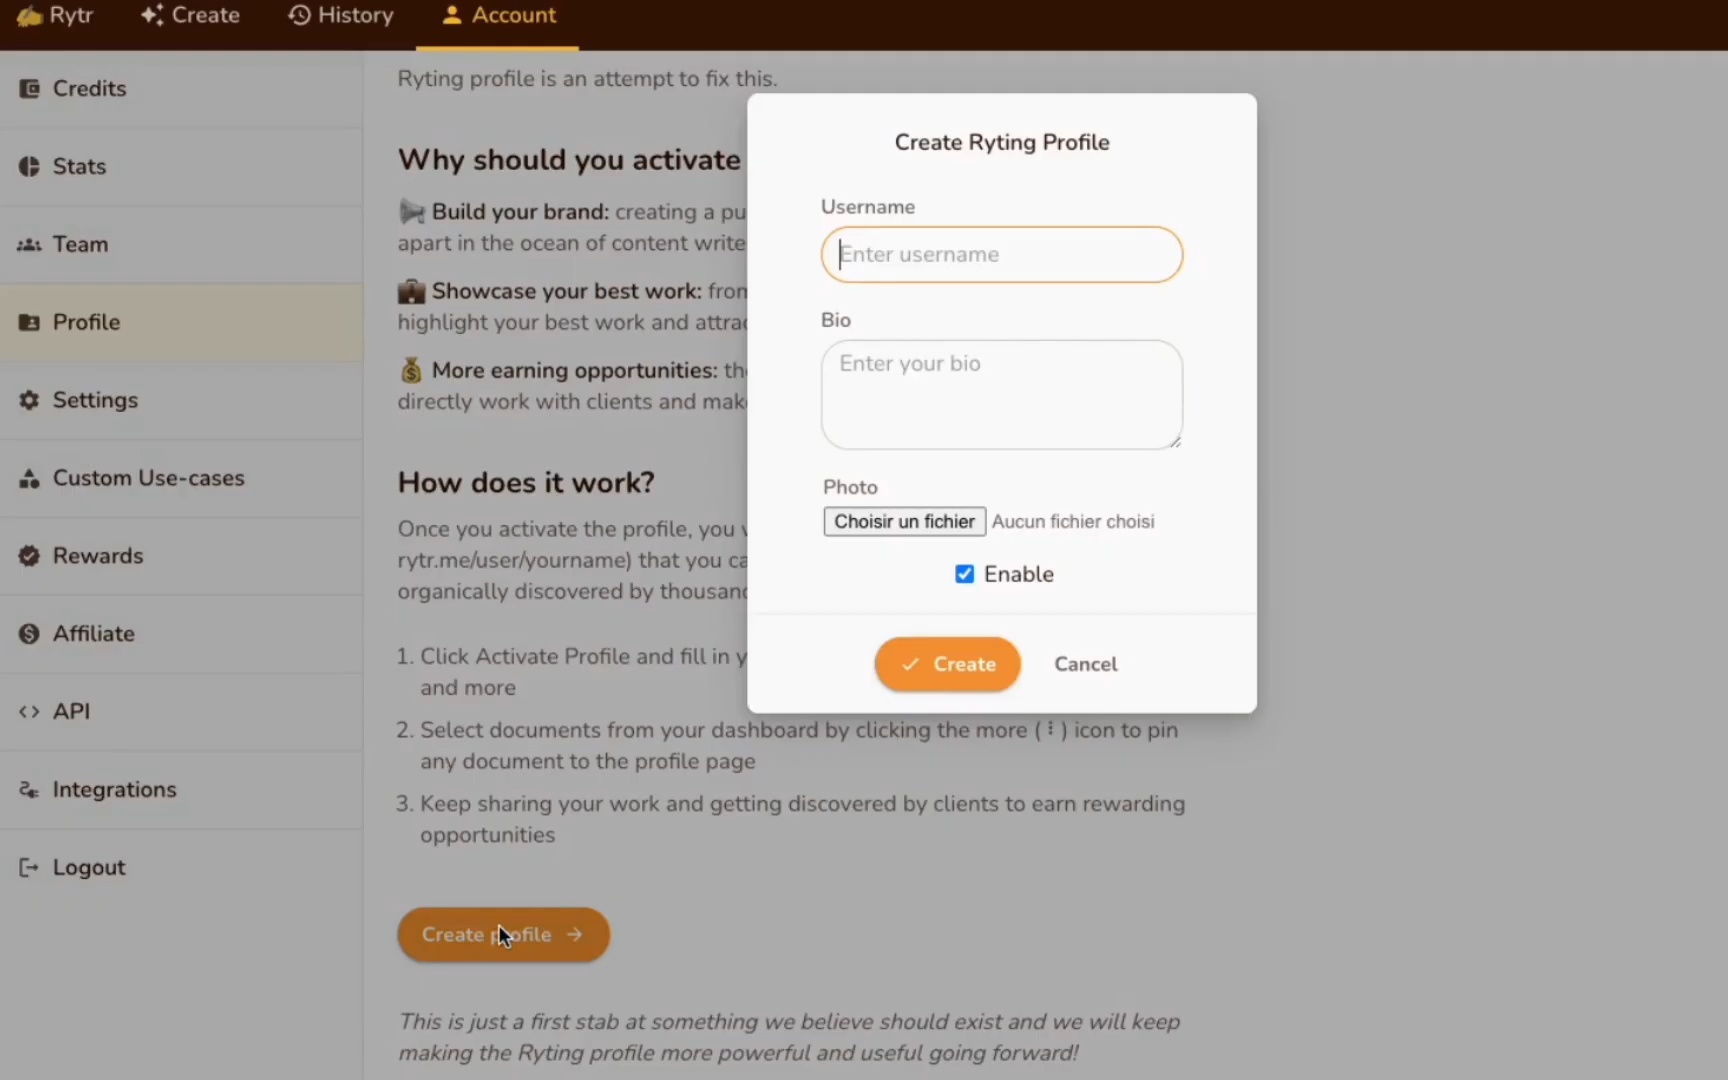 Rytr
Create
History
Account
Credits
Stats
Team
Profile
Settings
Custom Use-cases
Rewards
Affiliate
API
Integrations
Logout
Ryting profile is an attempt to fix this.
Why should you activate
Build your brand: creating a pu
apart in the ocean of content write
Showcase your best work: from
highlight your best work and attra
More earning opportunities: the
directly work with clients and make
How does it work?
Once you activate the profile, you
rytr.me/user/yourname) that you ca
organically discovered by thousand
1. Click Activate Profile and fill in y
and more
2. Select documents from your dashboard by clicking the more ( ⋮ ) icon to pin
any document to the profile page
3. Keep sharing your work and getting discovered by clients to earn rewarding
opportunities
Create profile →
This is just a first stab at something we believe should exist and we will keep
making the Ryting profile more powerful and useful going forward!
Create Ryting Profile
Username
Enter username
Bio
Enter your bio
Photo
Choisir un fichier Aucun fichier choisi
Enable
Create
Cancel